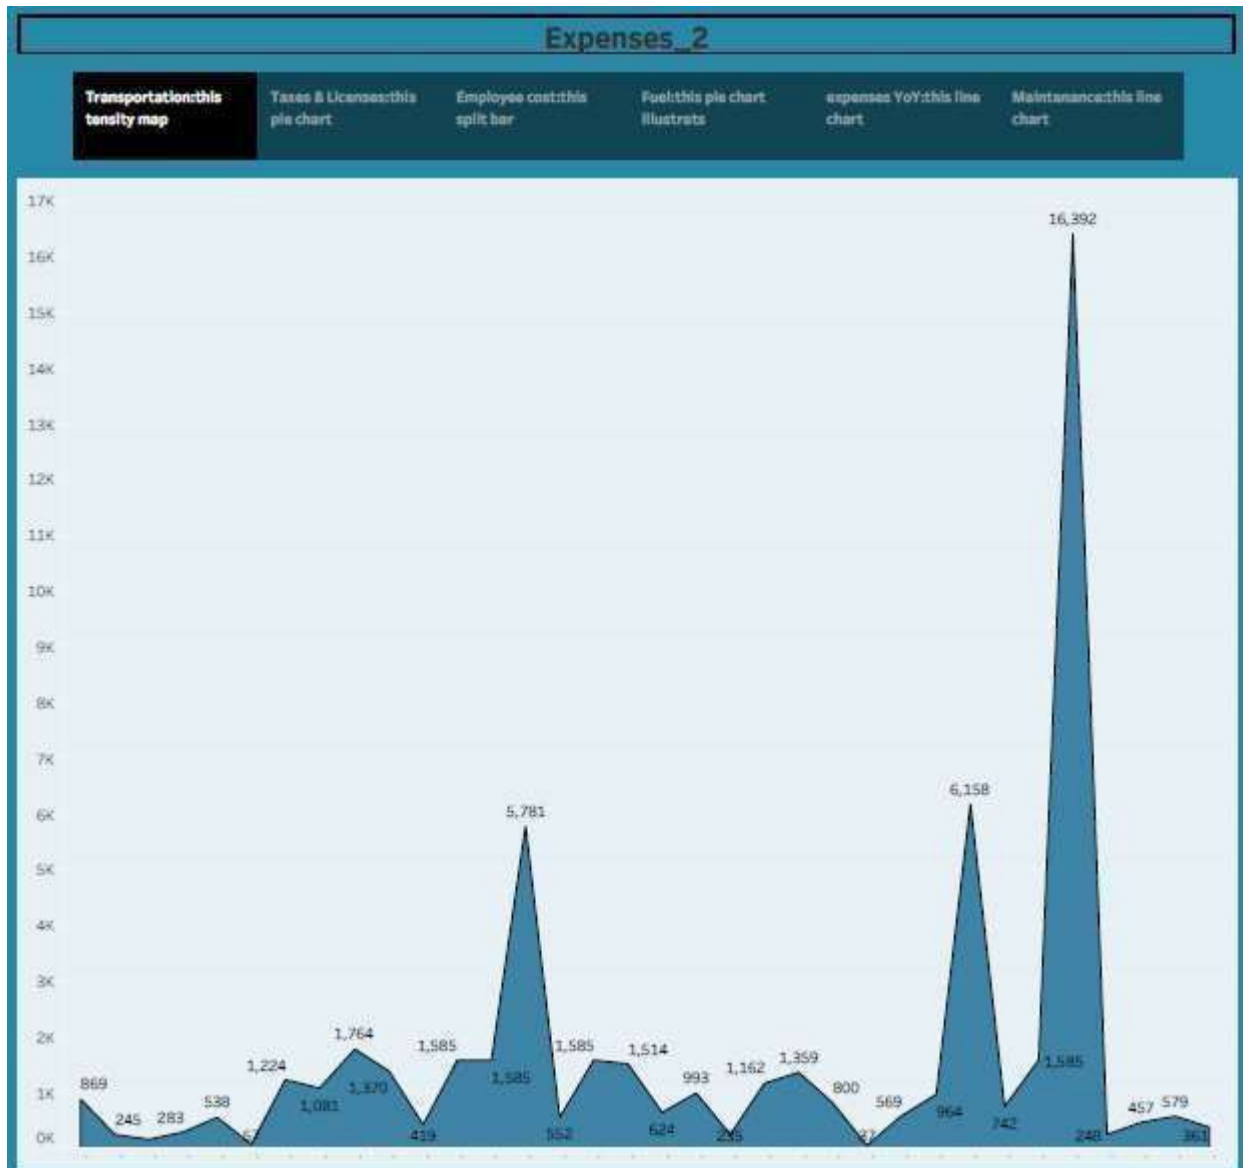 Expenses_2
Transportation:this
tensity map
Taxes & Licenses:this
pie chart
Employee cost:this
split bar
Fuel:this pie chart
illustrats
expenses YoY:this line
chart
Maintanance:this line
chart
17K
16K
15K
14K
13K
12K
11K
10K
9K
8K
7K
6K
5K
4K
3K
2K
1K
0K
869
245
283
538
1,224
1,081
1,764
1,370
419
1,585
1,585
5,781
552
1,585
1,514
624
993
235
1,162
1,359
800
569
964
6,158
742
1,585
16,392
248
457
579
361